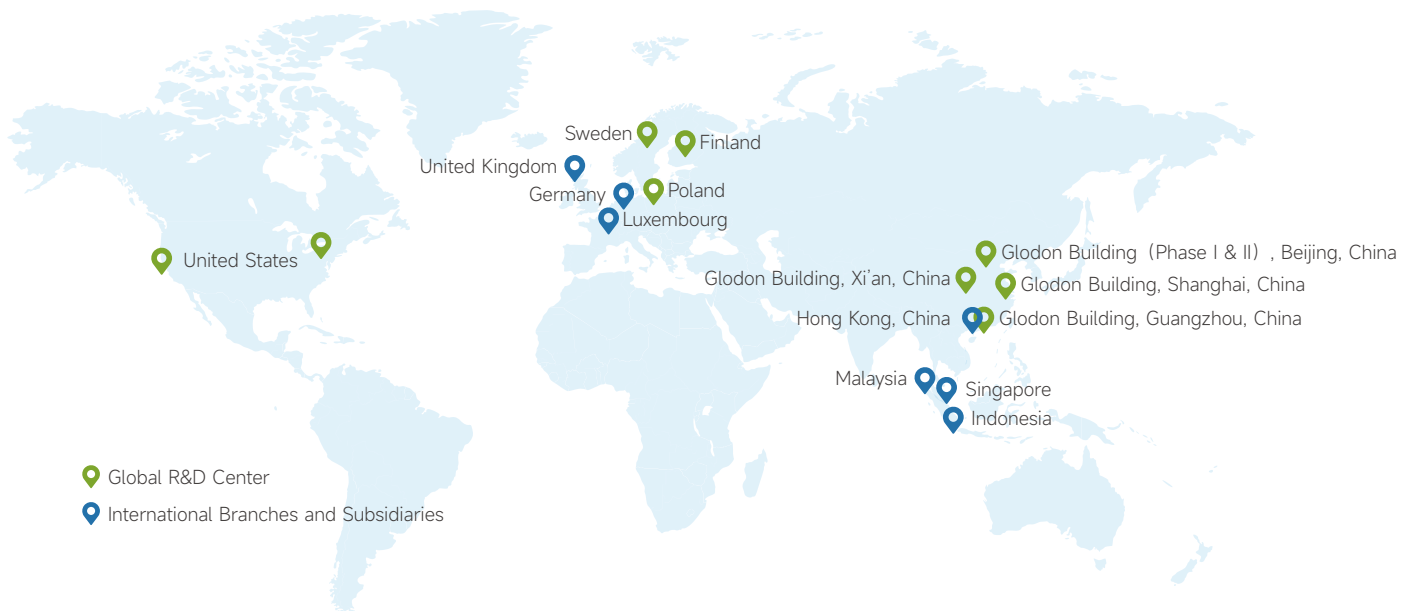 Sweden
Finland
United Kingdom
Germany
Poland
Luxembourg
United States
Glodon Building（Phase I & II）, Beijing, China
Glodon Building, Xi'an, China
Glodon Building, Shanghai, China
Hong Kong, China
Glodon Building, Guangzhou, China
Malaysia
Singapore
Indonesia
Global R&D Center
International Branches and Subsidiaries